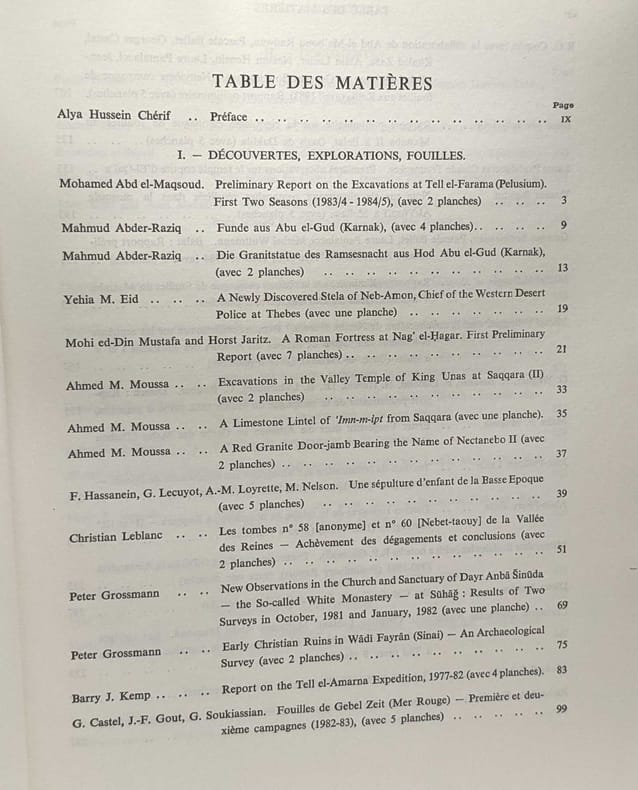 TABLE DES MATIÈRES
Page
Alya Hussein Chérif .. Préface .. .. .. .. .. .. .. .. .. .. .. .. .. .. IX
I. — DÉCOUVERTES, EXPLORATIONS, FOUILLES.
Mohamed Abd el-Maqsoud. Preliminary Report on the Excavations at Tell el-Farama (Pelusium).
First Two Seasons (1983/4 - 1984/5), (avec 2 planches) .. .. .. 3
Mahmud Abder-Raziq .. Funde aus Abu el-Gud (Karnak), (avec 4 planches).. .. .. .. 9
Mahmud Abder-Raziq .. Die Granitstatue des Ramsesnacht aus Hod Abu el-Gud (Karnak),
(avec 2 planches) .. .. .. .. .. .. .. .. .. .. .. 13
Yehia M. Eid .. .. .. A Newly Discovered Stela of Neb-Amon, Chief of the Western Desert
Police at Thebes (avec une planche) .. .. .. .. .. .. .. 19
Mohi ed-Din Mustafa and Horst Jaritz. A Roman Fortress at Nag' el-Ḥagar. First Preliminary
Report (avec 7 planches) .. .. .. .. .. .. .. .. .. .. 21
Ahmed M. Moussa .. .. Excavations in the Valley Temple of King Unas at Saqqara (II)
(avec 2 planches) .. .. .. .. .. .. .. .. .. .. .. 33
Ahmed M. Moussa .. .. A Limestone Lintel of 'Imn-m-ipt from Saqqara (avec une planche). 35
Ahmed M. Moussa .. .. A Red Granite Door-jamb Bearing the Name of Nectanebo II (avec
2 planches) .. .. .. .. .. .. .. .. .. .. .. .. .. 37
F. Hassanein, G. Lecuyot, A.-M. Loyrette, M. Nelson. Une sépulture d'enfant de la Basse Epoque
(avec 5 planches) .. .. .. .. .. .. .. .. .. .. .. 39
Christian Leblanc .. .. Les tombes n° 58 [anonyme] et n° 60 [Nebet-taouy] de la Vallée
des Reines — Achèvement des dégagements et conclusions (avec
2 planches) .. .. .. .. .. .. .. .. .. .. .. .. .. 51
Peter Grossmann .. .. New Observations in the Church and Sanctuary of Dayr Anbā Šinūda
— the So-called White Monastery — at Sūhāğ : Results of Two
Surveys in October, 1981 and January, 1982 (avec une planche) .. 69
Peter Grossmann .. .. Early Christian Ruins in Wādi Fayrān (Sinai) — An Archaeological
Survey (avec 2 planches) .. .. .. .. .. .. .. .. .. .. 75
Barry J. Kemp .. .. .. Report on the Tell el-Amarna Expedition, 1977-82 (avec 4 planches). 83
G. Castel, J.-F. Gout, G. Soukiassian. Fouilles de Gebel Zeit (Mer Rouge) — Première et deu-
xième campagnes (1982-83), (avec 5 planches) .. .. .. .. .. 99